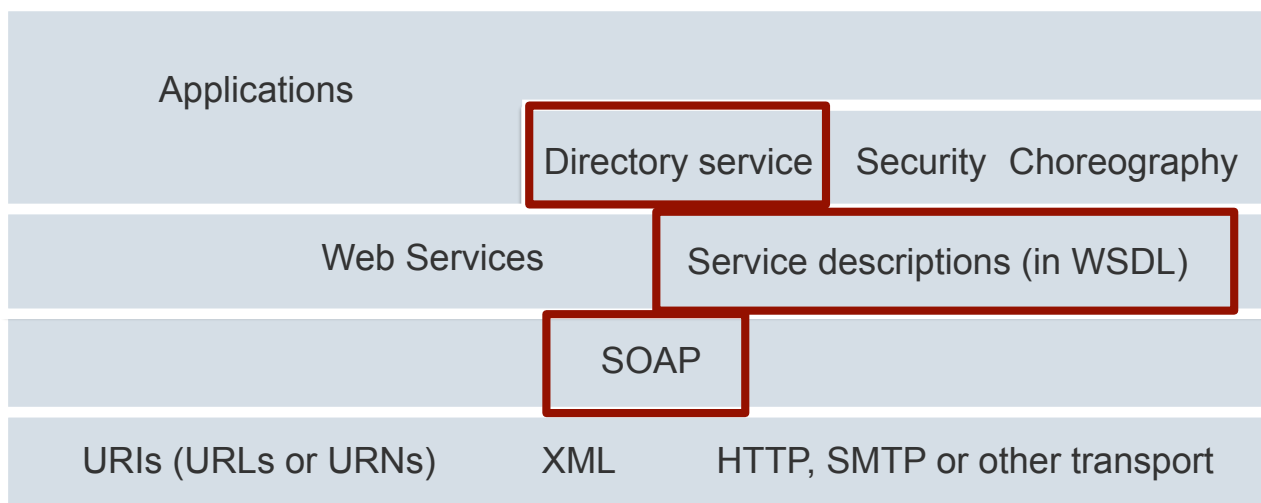 Applications
Directory service Security Choreography
Web Services Service descriptions (in WSDL)
SOAP
URIs (URLs or URNs) XML HTTP, SMTP or other transport